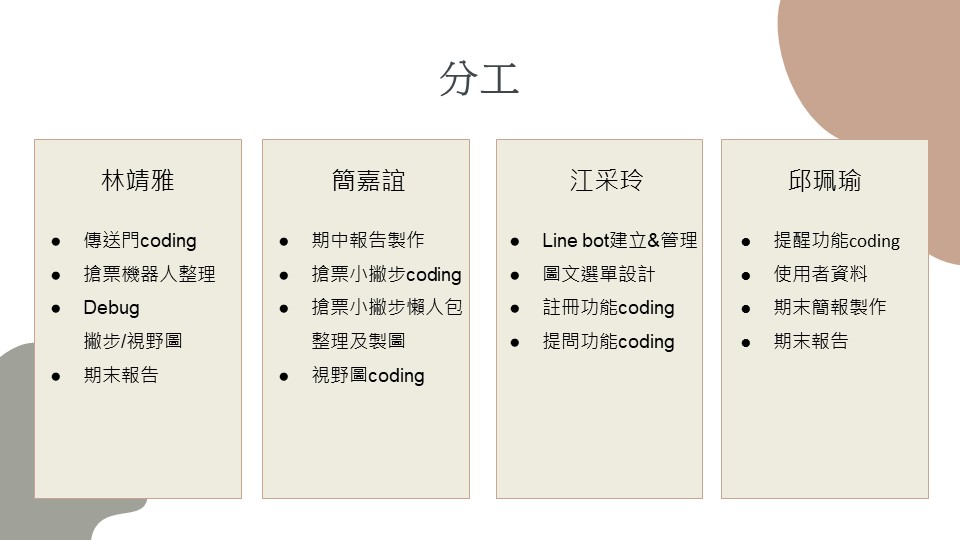 分工
林靖雅
● 傳送門coding
● 搶票機器人整理
● Debug
撇步/視野圖
● 期末報告
簡嘉誼
● 期中報告製作
● 搶票小撇步coding
● 搶票小撇步懶人包
整理及製圖
● 視野圖coding
江采玲
● Line bot建立&管理
● 圖文選單設計
● 註冊功能coding
● 提問功能coding
邱珮瑜
● 提醒功能coding
● 使用者資料
● 期末簡報製作
● 期末報告